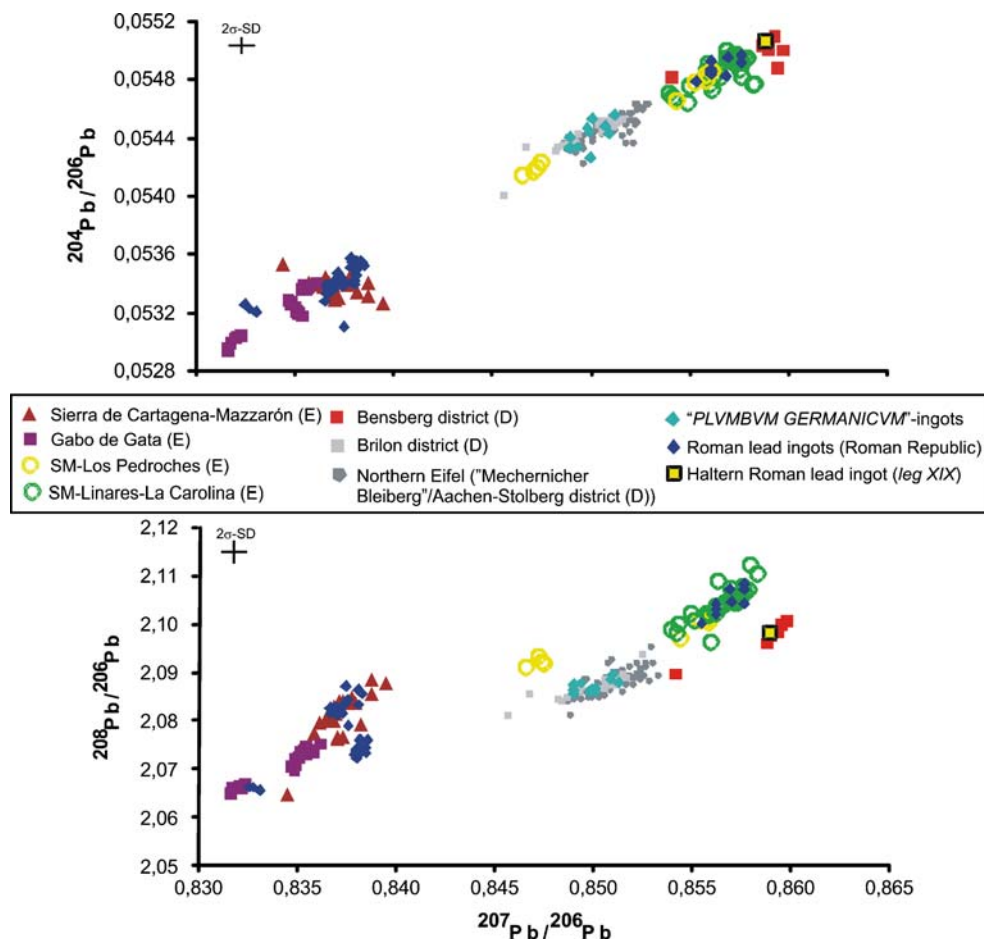 0,0552
2σ-SD
0,0548
0,0544
0,0540
0,0536
0,0532
0,0528
204Pb/206Pb
Sierra de Cartagena-Mazzarón (E)
Gabo de Gata (E)
SM-Los Pedroches (E)
SM-Linares-La Carolina (E)
Bensberg district (D)
Brilon district (D)
Northern Eifel ("Mechernicher
Bleiberg"/Aachen-Stolberg district (D))
"PLVMBVM GERMANICVM"-ingots
Roman lead ingots (Roman Republic)
Haltern Roman lead ingot (leg XIX)
2,12
2σ-SD
2,11
2,10
2,09
2,08
2,07
2,06
2,05
208Pb/206Pb
0,830 0,835 0,840 0,845 0,850 0,855 0,860 0,865
207Pb/206Pb